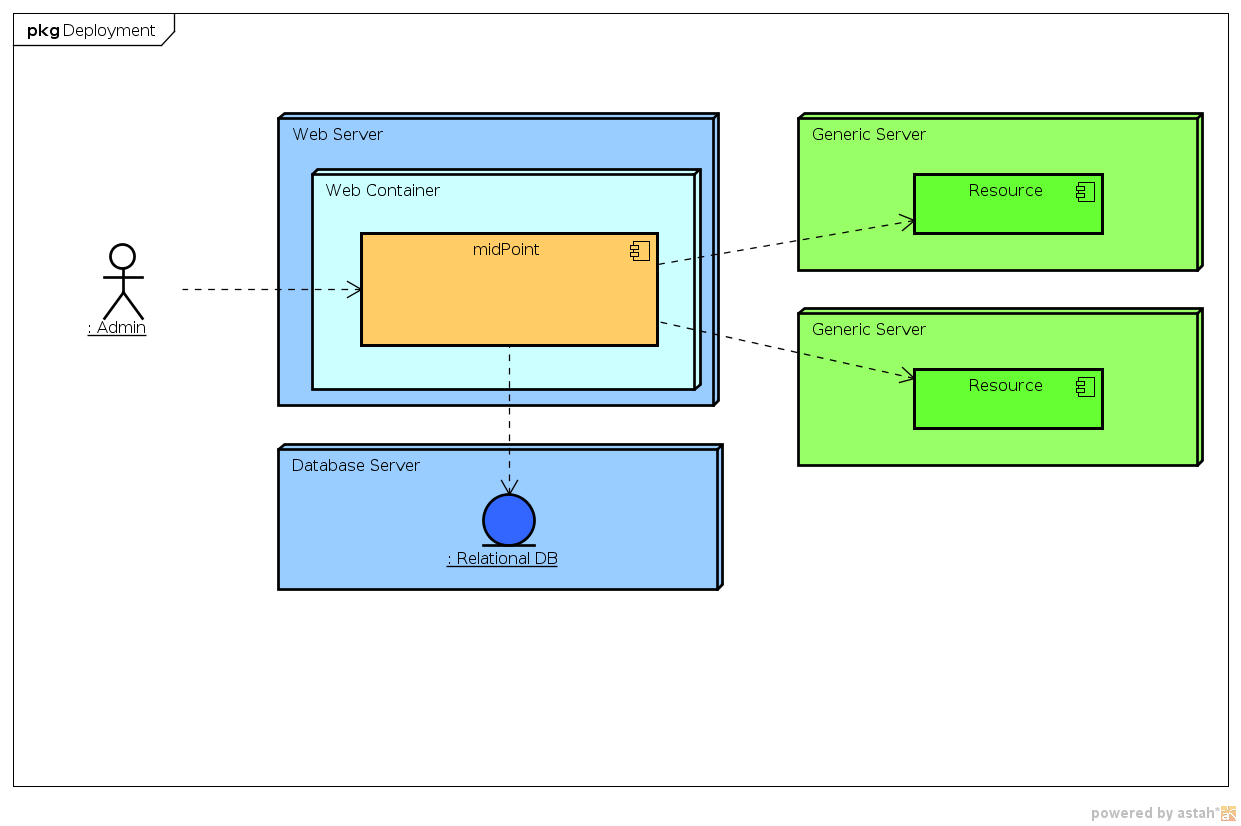 pkg Deployment
Web Server
Web Container
midPoint
: Admin
Database Server
: Relational DB
Generic Server
Resource
Generic Server
Resource
powered by astah*